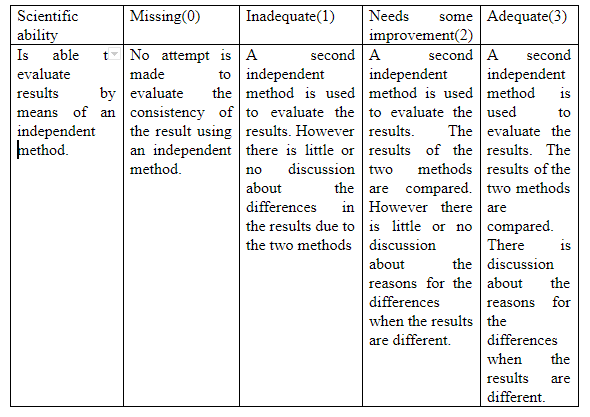 Scientific
ability
Missing(0)
Inadequate(1)
Needs some
improvement(2)
Adequate(3)
Is able t
evaluate
results by
means of an
independent
method.
No attempt is
made to
evaluate the
consistency of
the result using
an independent
method.
A second
independent
method is used
to evaluate the
results. However
there is little or
no discussion
about the
differences in
the results due to
the two methods
A second
independent
method is used
to evaluate the
results. The
results of the
two methods
are compared.
However there
is little or no
discussion
about the
reasons for the
differences
when the results
are different.
A second
independent
method is
used to
evaluate the
results. The
results of the
two methods
are
compared.
There is
discussion
about the
reasons for
the
differences
when the
results are
different.